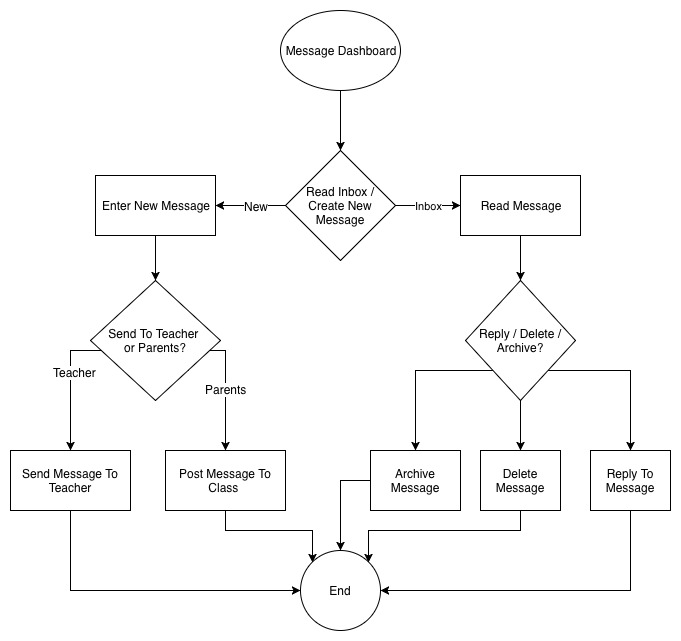 Message Dashboard
Read Inbox /
Create New
Message
New
Inbox
Enter New Message
Read Message
Send To Teacher
or Parents?
Reply / Delete /
Archive?
Teacher
Parents
Send Message To
Teacher
Post Message To
Class
Archive
Message
Delete
Message
Reply To
Message
End